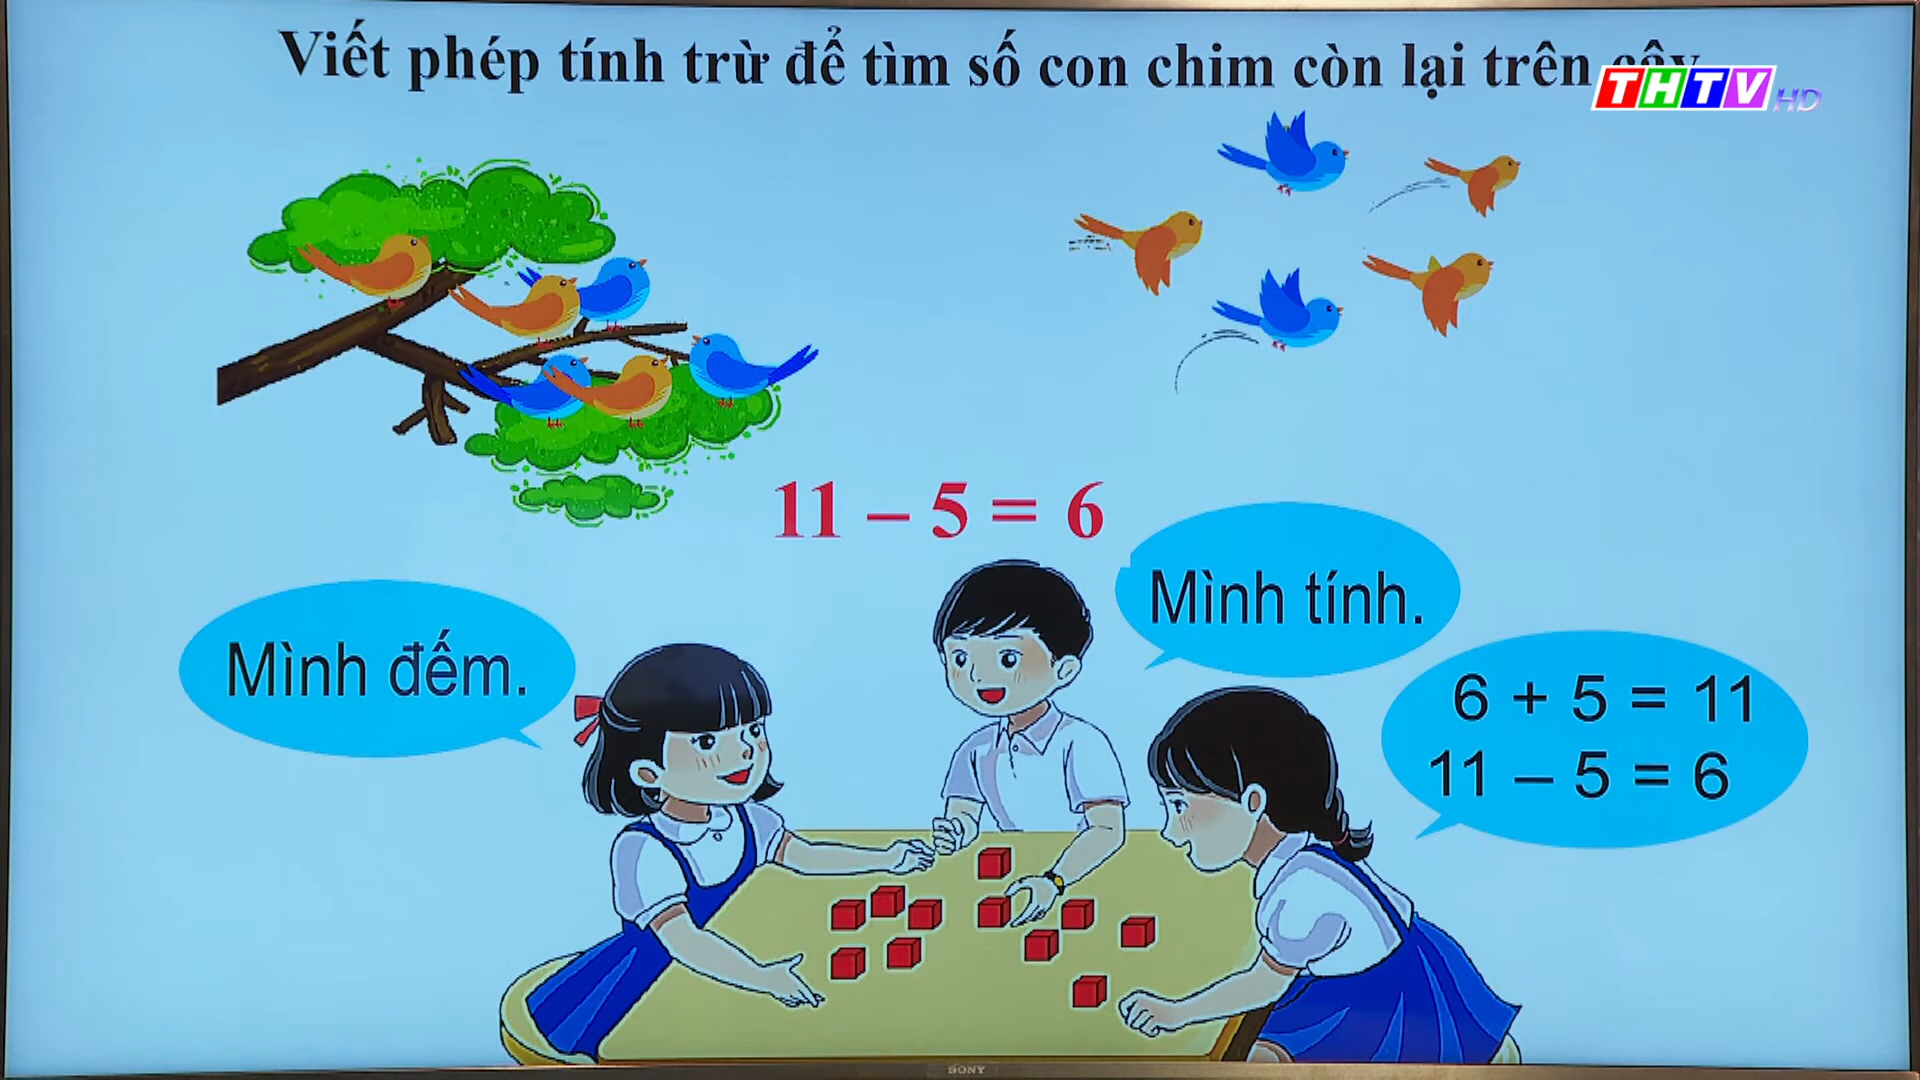 Viết phép tính trừ để tìm số con chim còn lại trên cây
THTV HD
11 – 5 = 6
Mình tính.
Mình đếm.
6 + 5 = 11
11 – 5 = 6
SONY